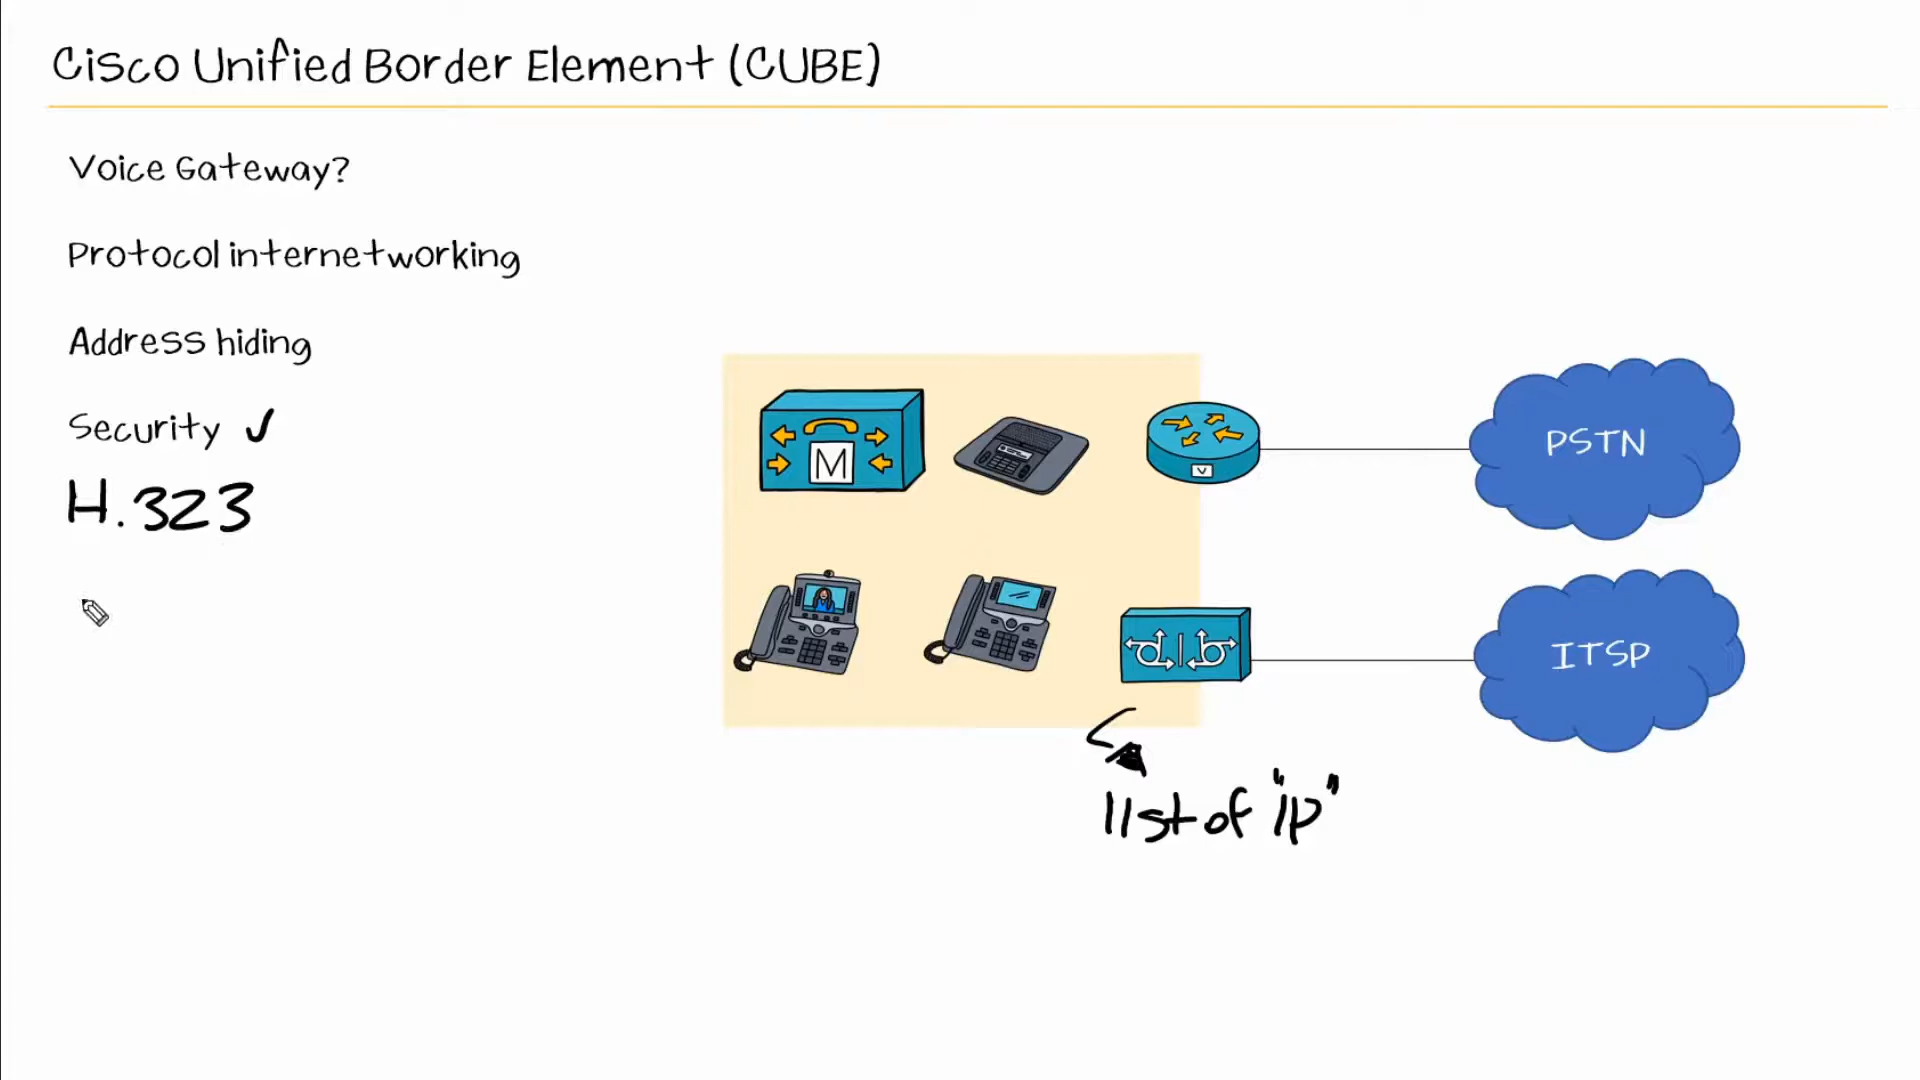 Cisco Unified Border Element (CUBE)
Voice Gateway?
Protocol internetworking
Address hiding
Security ✓
H.323
M
V
PSTN
ITSP
list of "ip"